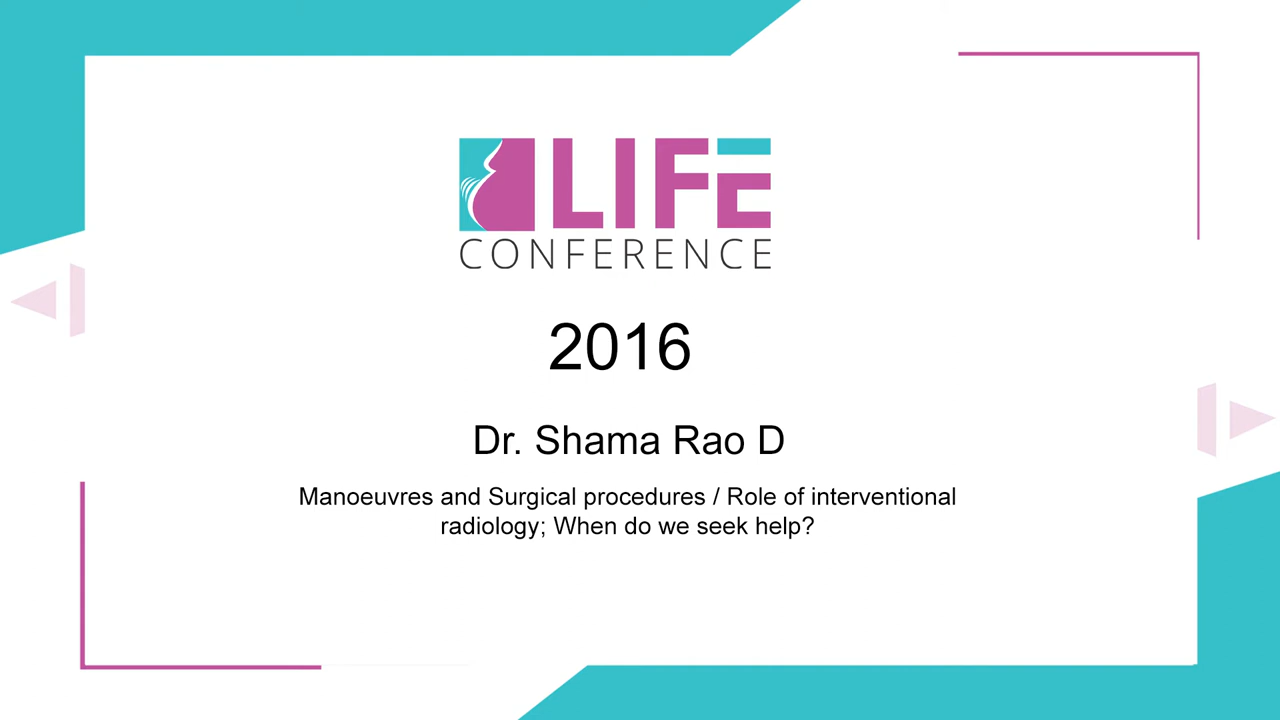 LIFE
CONFERENCE
2016
Dr. Shama Rao D
Manoeuvres and Surgical procedures / Role of interventional
radiology; When do we seek help?